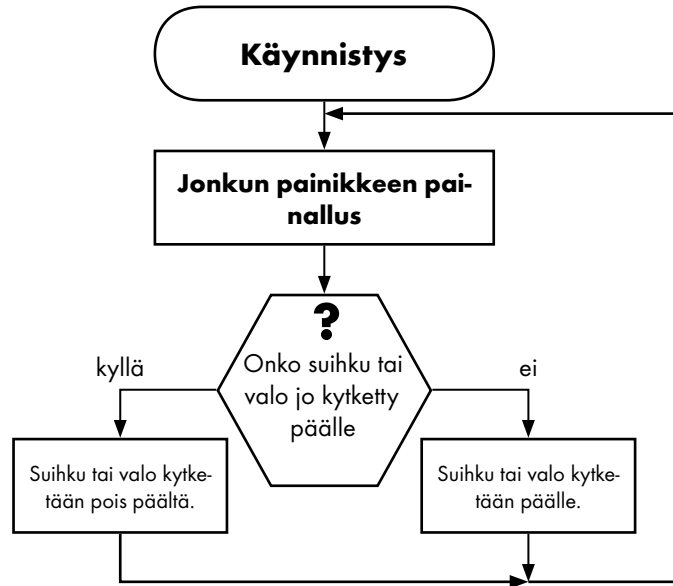 Käynnistys
Jonkun painikkeen pai-
nallus
?
Onko suihku tai
valo jo kytketty
päälle
kyllä
ei
Suihku tai valo kytke-
tään pois päältä.
Suihku tai valo kytke-
tään päälle.